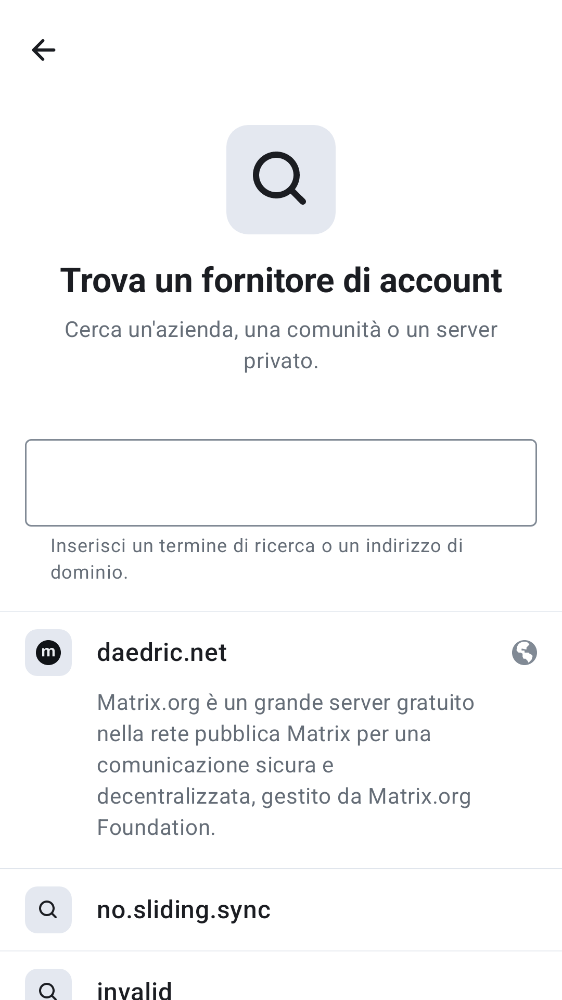 Trova un fornitore di account
Cerca un'azienda, una comunità o un server
privato.
Inserisci un termine di ricerca o un indirizzo di
dominio.
m
daedric.net
Matrix.org è un grande server gratuito
nella rete pubblica Matrix per una
comunicazione sicura e
decentralizzata, gestito da Matrix.org
Foundation.
no.sliding.sync
invalid